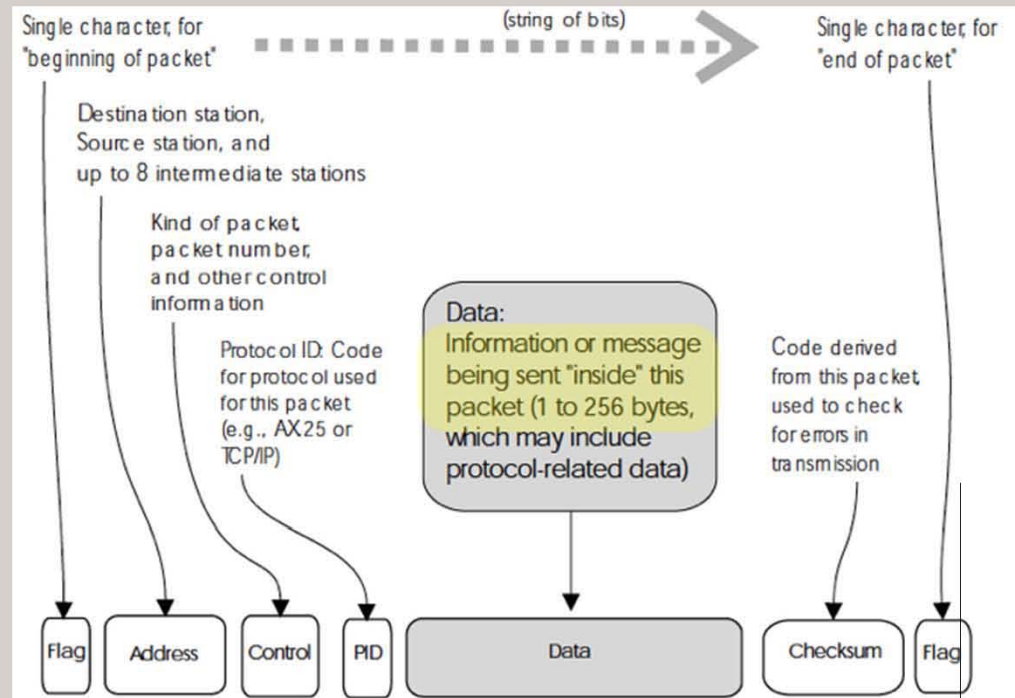 (string of bits)
Single character, for
"beginning of packet"
Single character, for
"end of packet"
Destination station,
Source station, and
up to 8 intermediate stations
Kind of packet,
packet number,
and other control
information
Protocol ID: Code
for protocol used
for this packet
(e.g., AX.25 or
TCP/IP)
Data:
Information or message
being sent "inside" this
packet (1 to 256 bytes,
which may include
protocol-related data)
Code derived
from this packet,
used to check
for errors in
transmission
Flag
Address
Control
PID
Data
Checksum
Flag